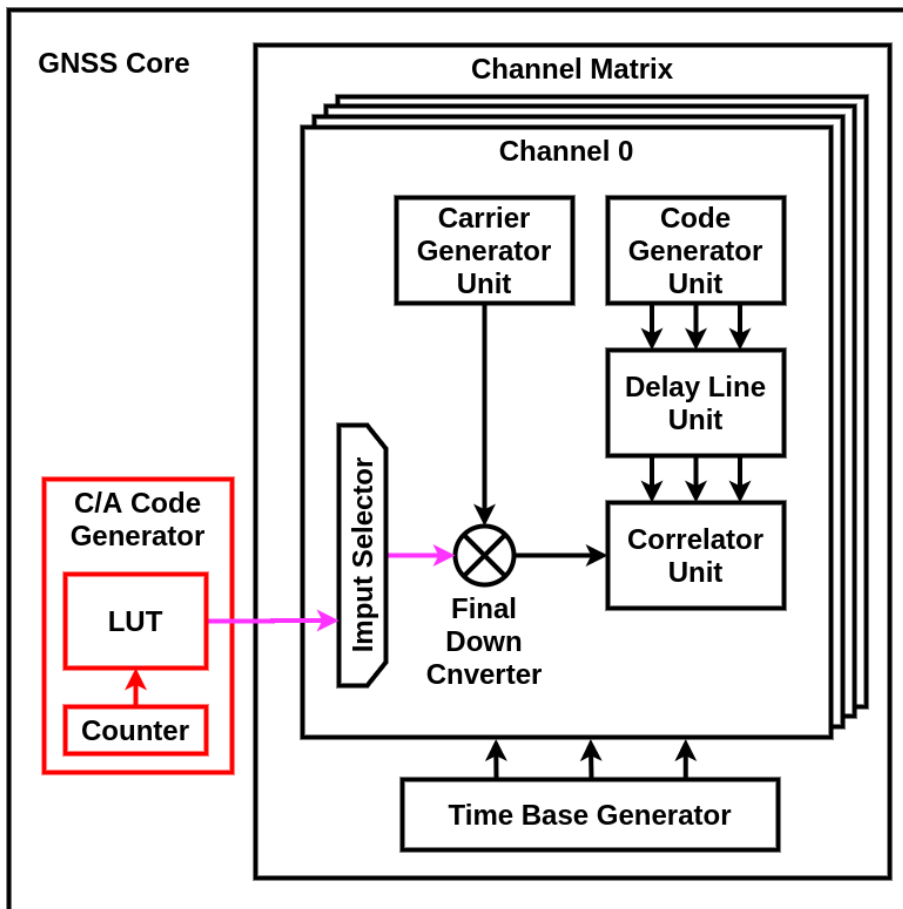 GNSS Core
Channel Matrix
Channel 0
Carrier
Generator
Unit
Code
Generator
Unit
Delay Line
Unit
Imput Selector
C/A Code
Generator
LUT
Counter
Correlator
Unit
Final
Down
Cnverter
Time Base Generator